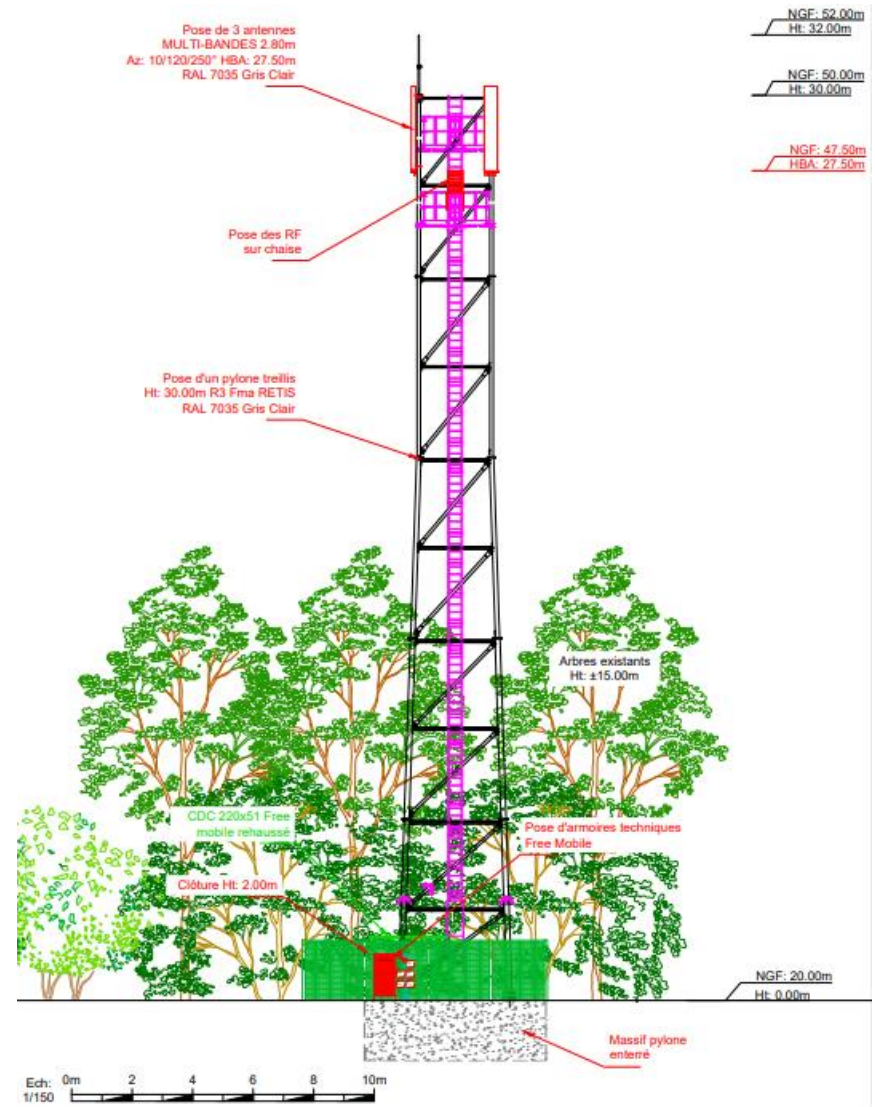 Pose de 3 antennes
MULTI-BANDES 2.80m
Az: 10/120/250° HBA: 27.50m
RAL 7035 Gris Clair
NGF: 52.00m
Ht: 32.00m
NGF: 50.00m
Ht: 30.00m
NGF: 47.50m
HBA: 27.50m
Pose des RF
sur chaise
Pose d'un pylone treillis
Ht: 30.00m R3 Fma RETIS
RAL 7035 Gris Clair
Arbres existants
Ht: ±15.00m
CDC 220x51 Free
mobile rehaussé
Pose d'armoires techniques
Free Mobile
Clôture Ht: 2.00m
NGF: 20.00m
Ht: 0.00m
Massif pylone
enterré
Ech:
1/150
0m 2 4 6 8 10m